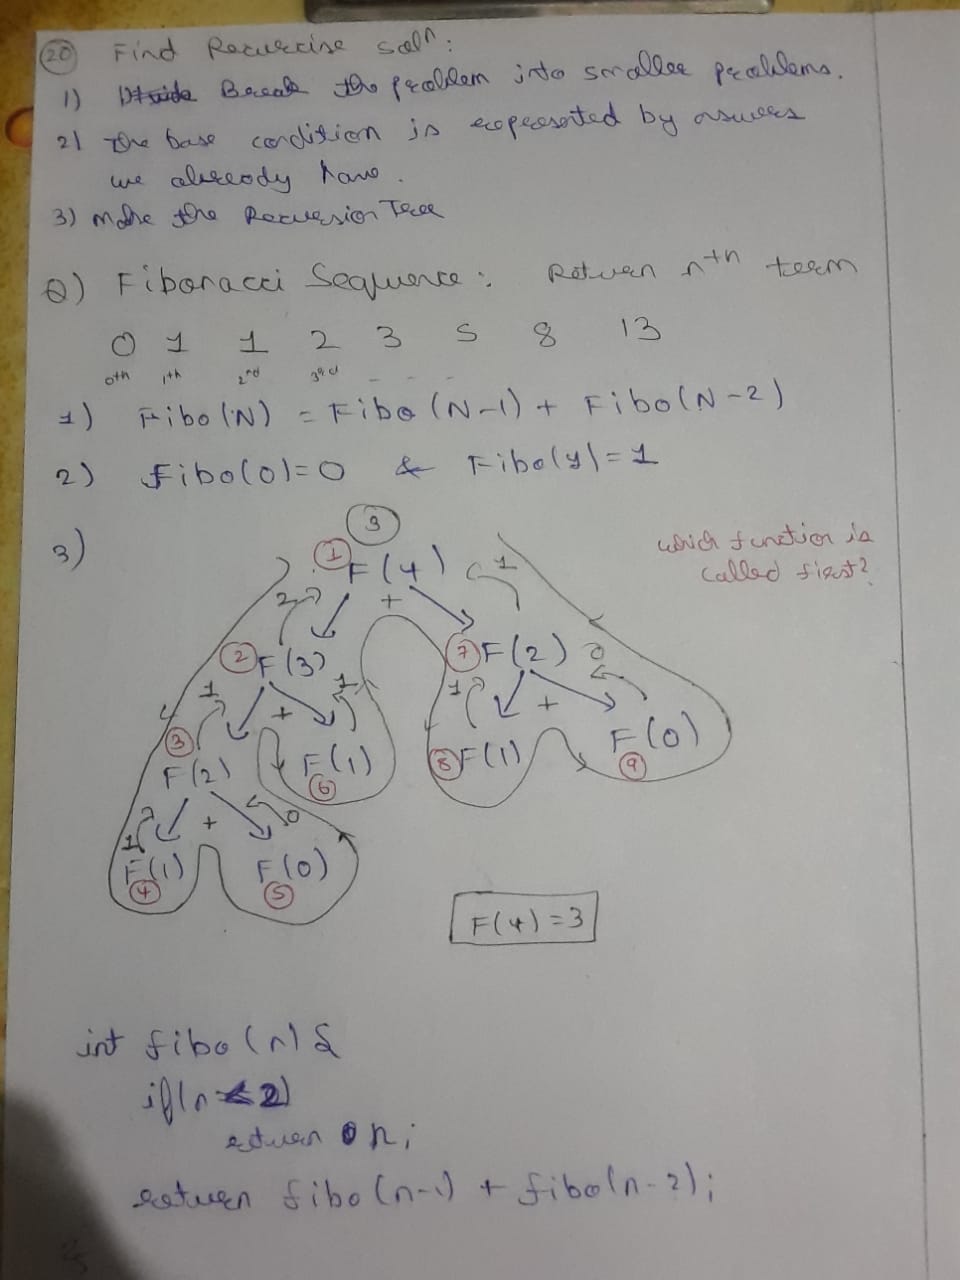 20 Find Recurcise solⁿ:
1) Break the problem into smaller problems.
2) The base condition is represented by answers
we already have.
3) Make the Recursion Tree
Q) Fibonacci Sequence: Return nth term
0 1 1 2 3 5 8 13
0th 1th 2nd 3rd - - -
1) Fibo(N) = Fibo(N-1) + Fibo(N-2)
2) Fibo(0)=0 & Fibo(1)=1
3)
3
which function is
called first?
1 F(4)
2 + 1
2 F(3) 7 F(2) 0
1 + 1 1 +
3 F(2) F(1) 6 8 F(1) F(0) 9
1 + 0
F(1) 4 F(0) 5
F(4)=3
int fibo(n){
if(n<2)
return n;
return fibo(n-1) + fibo(n-2);